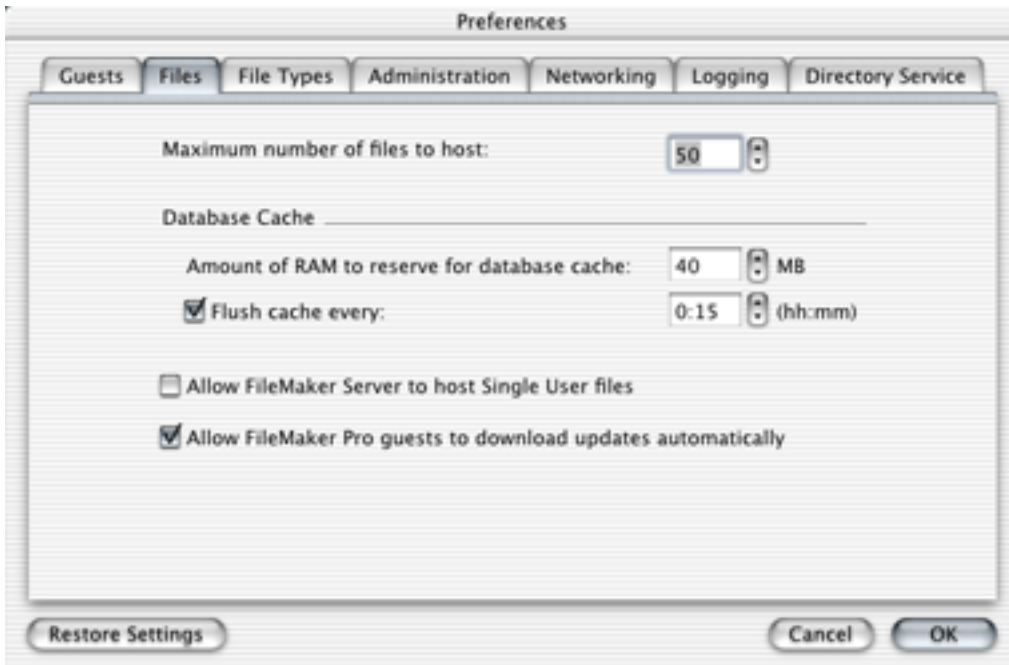 Preferences
Guests Files File Types Administration Networking Logging Directory Service
Maximum number of files to host: 50
Database Cache
Amount of RAM to reserve for database cache: 40 MB
Flush cache every: 0:15 (hh:mm)
Allow FileMaker Server to host Single User files
Allow FileMaker Pro guests to download updates automatically
Restore Settings Cancel OK